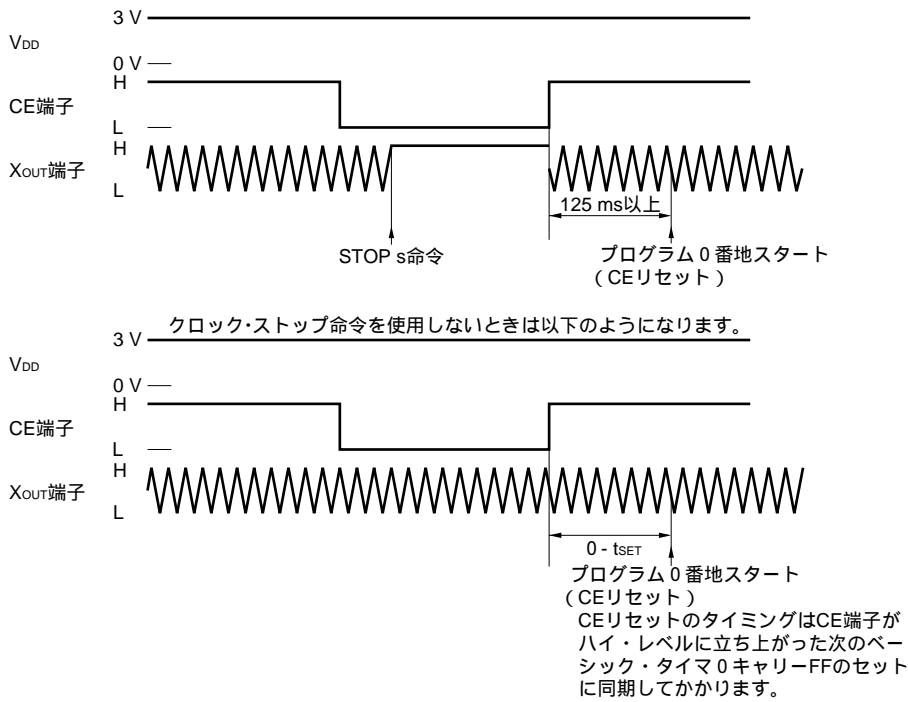 3 V
VDD
0 V
H
CE端子
L
H
XOUT端子
L
125 ms以上
STOP s命令
プログラム０番地スタート
（CEリセット）
クロック・ストップ命令を使用しないときは以下のようになります。
3 V
VDD
0 V
H
CE端子
L
H
XOUT端子
L
0 - tSET
プログラム０番地スタート
（CEリセット）
CEリセットのタイミングはCE端子が
ハイ・レベルに立ち上がった次のベー
シック・タイマ０キャリーFFのセット
に同期してかかります。